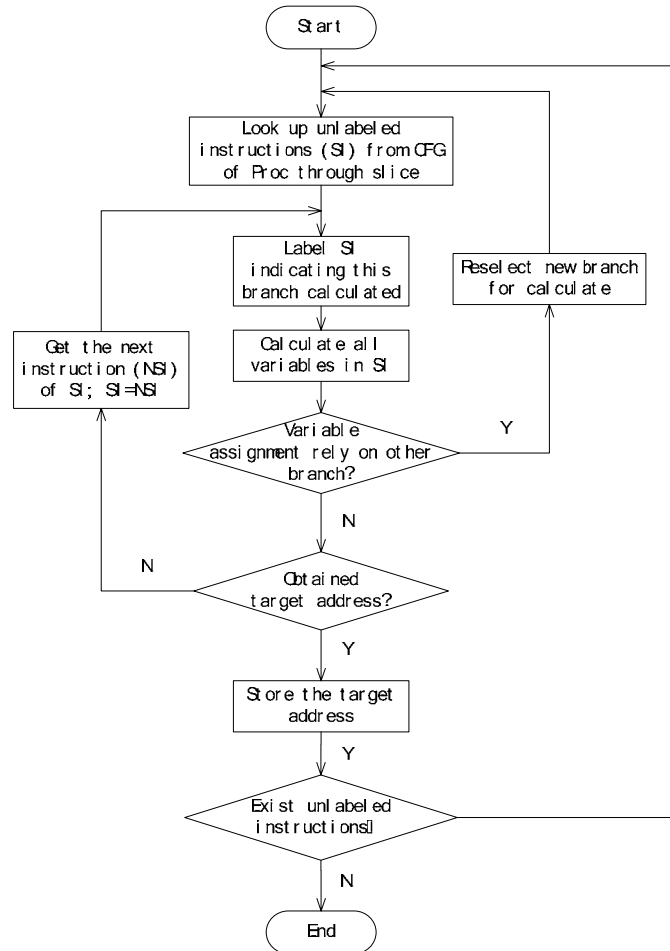 Start
Look up unlabeled
instructions (SI) from CFG
of Proc through slice
Label SI
indicating this
branch calculated
Reselect new branch
for calculate
Get the next
instruction (NSI)
of SI; SI=NSI
Calculate all
variables in SI
Variable
assignment rely on other
branch?
Y
N
N
Obtained
target address?
Y
Store the target
address
Y
Exist unlabeled
instructions
N
End